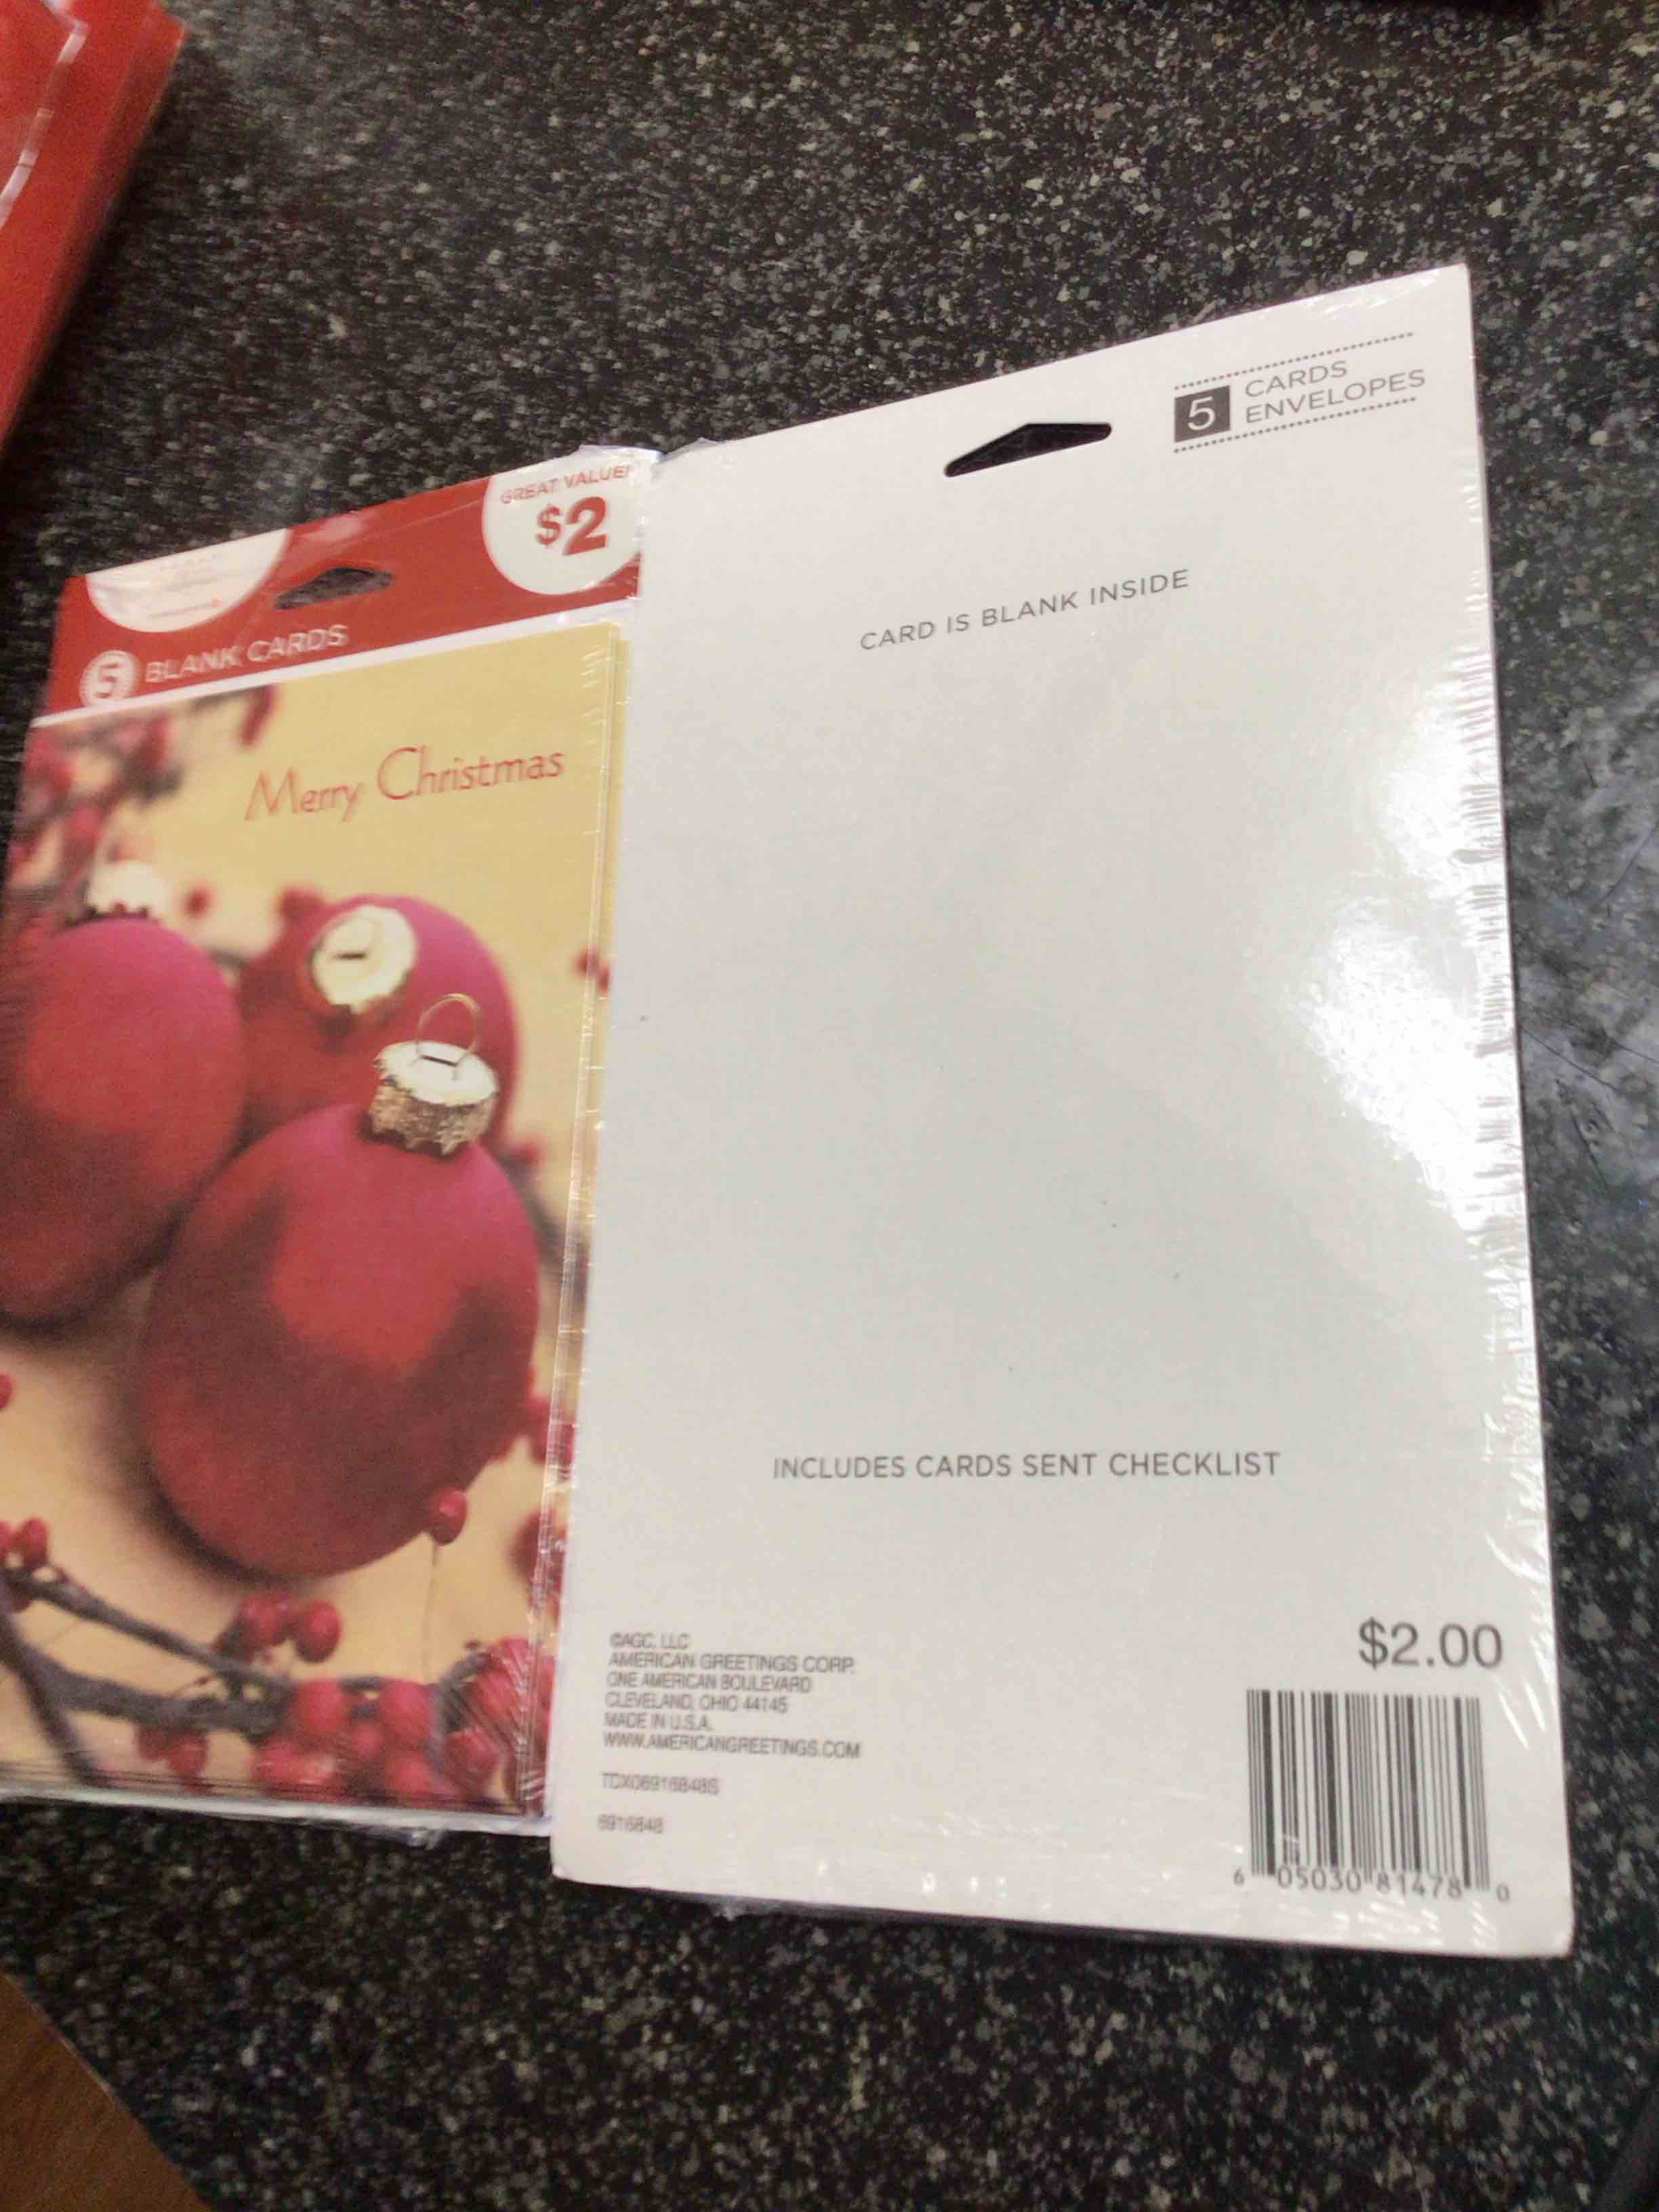 GREAT VALUE!
$2
5 BLANK CARDS
Merry Christmas
5 CARDS
ENVELOPES
CARD IS BLANK INSIDE
INCLUDES CARDS SENT CHECKLIST
©AGC, LLC
AMERICAN GREETINGS CORP.
ONE AMERICAN BOULEVARD
CLEVELAND, OHIO 44145
MADE IN U.S.A.
WWW.AMERICANGREETINGS.COM
TCX06916848S
6916848
$2.00
6 05030 81478 0